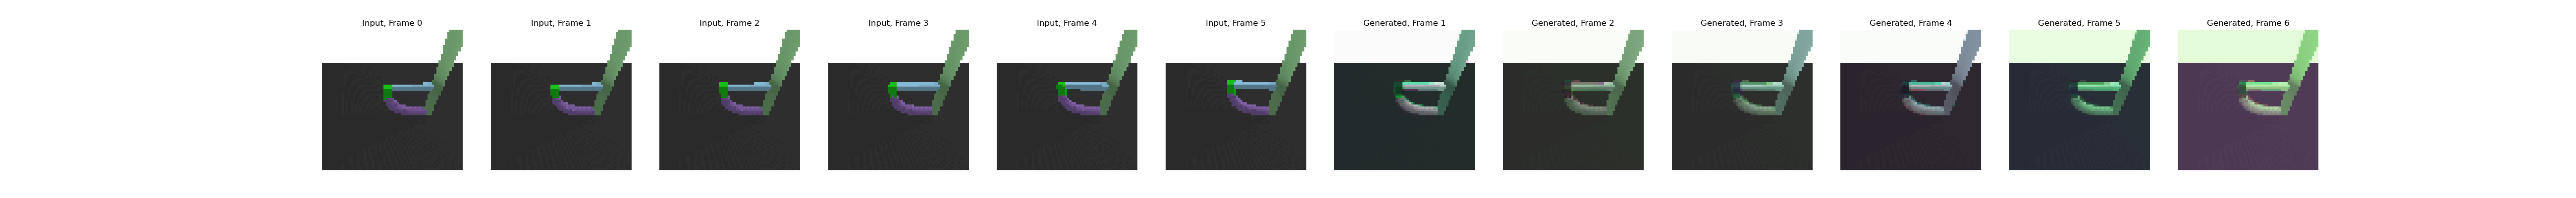 Input, Frame 0
Input, Frame 1
Input, Frame 2
Input, Frame 3
Input, Frame 4
Input, Frame 5
Generated, Frame 1
Generated, Frame 2
Generated, Frame 3
Generated, Frame 4
Generated, Frame 5
Generated, Frame 6